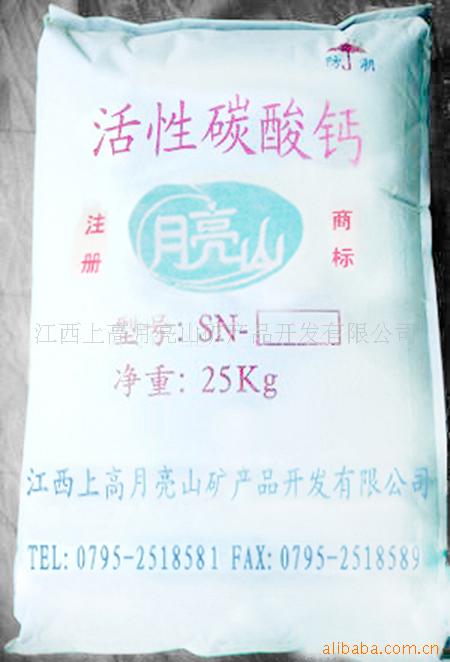 防潮
活性碳酸钙
注册
月亮山
商标
型号: SN-
江西上高月亮山矿产品开发有限公司
净重: 25Kg
江西上高月亮山矿产品开发有限公司
TEL: 0795-2518581 FAX: 0795-2518589
alibaba.com.cn